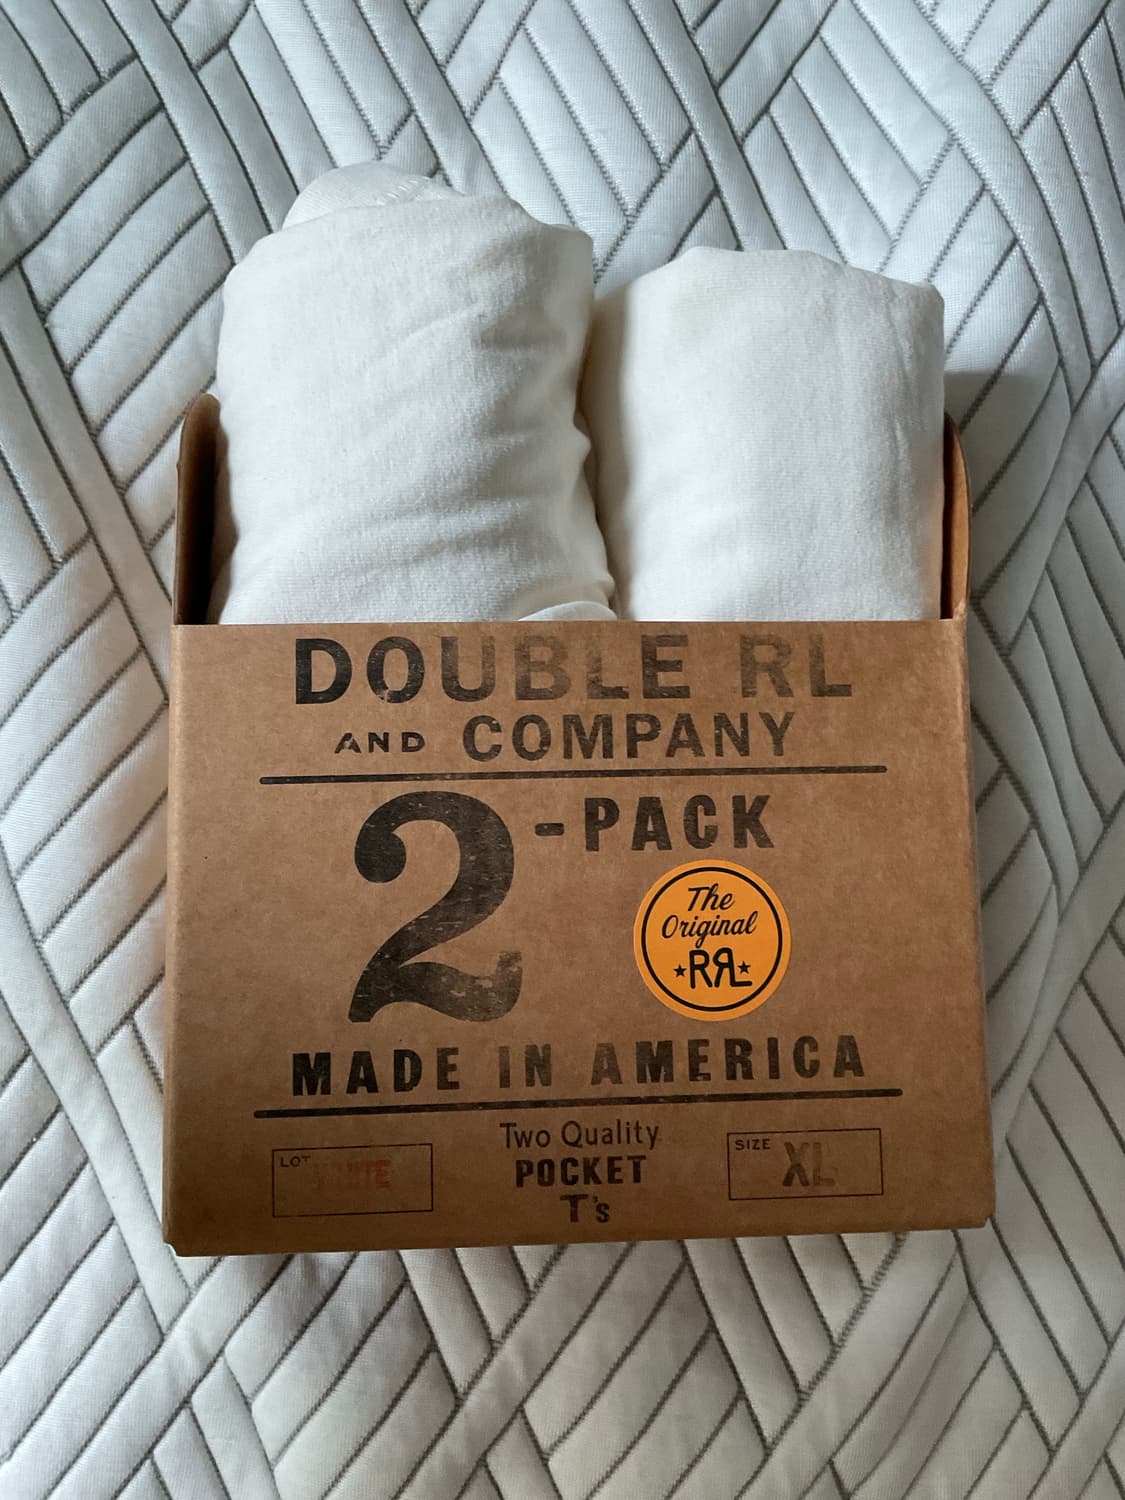 DOUBLE RL
AND COMPANY
2-PACK
The
Original
RRL
MADE IN AMERICA
Two Quality
POCKET
T's
LOT WHITE
SIZE XL